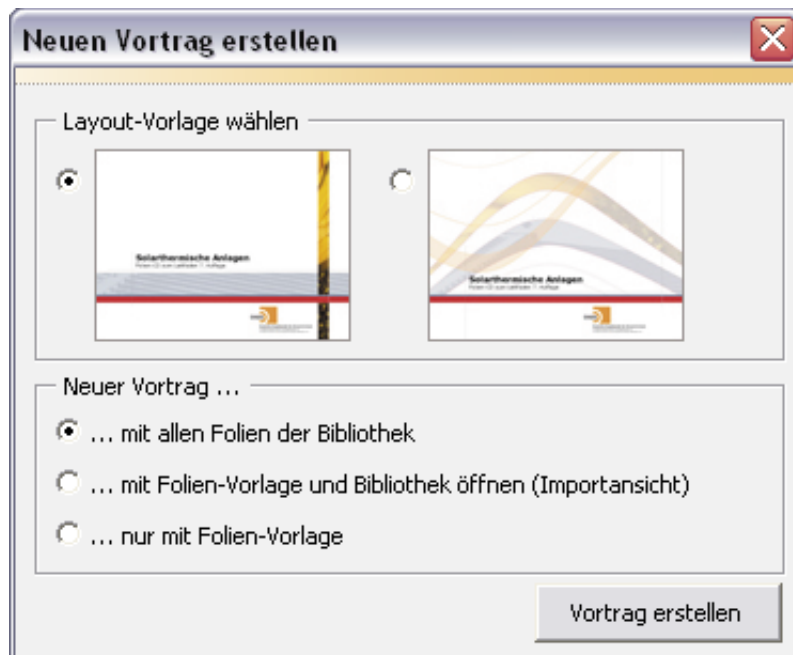 Neuen Vortrag erstellen
Layout-Vorlage wählen
Solarthermische Anlagen
Solarthermische Anlagen
Neuer Vortrag ...
... mit allen Folien der Bibliothek
... mit Folien-Vorlage und Bibliothek öffnen (Importansicht)
... nur mit Folien-Vorlage
Vortrag erstellen